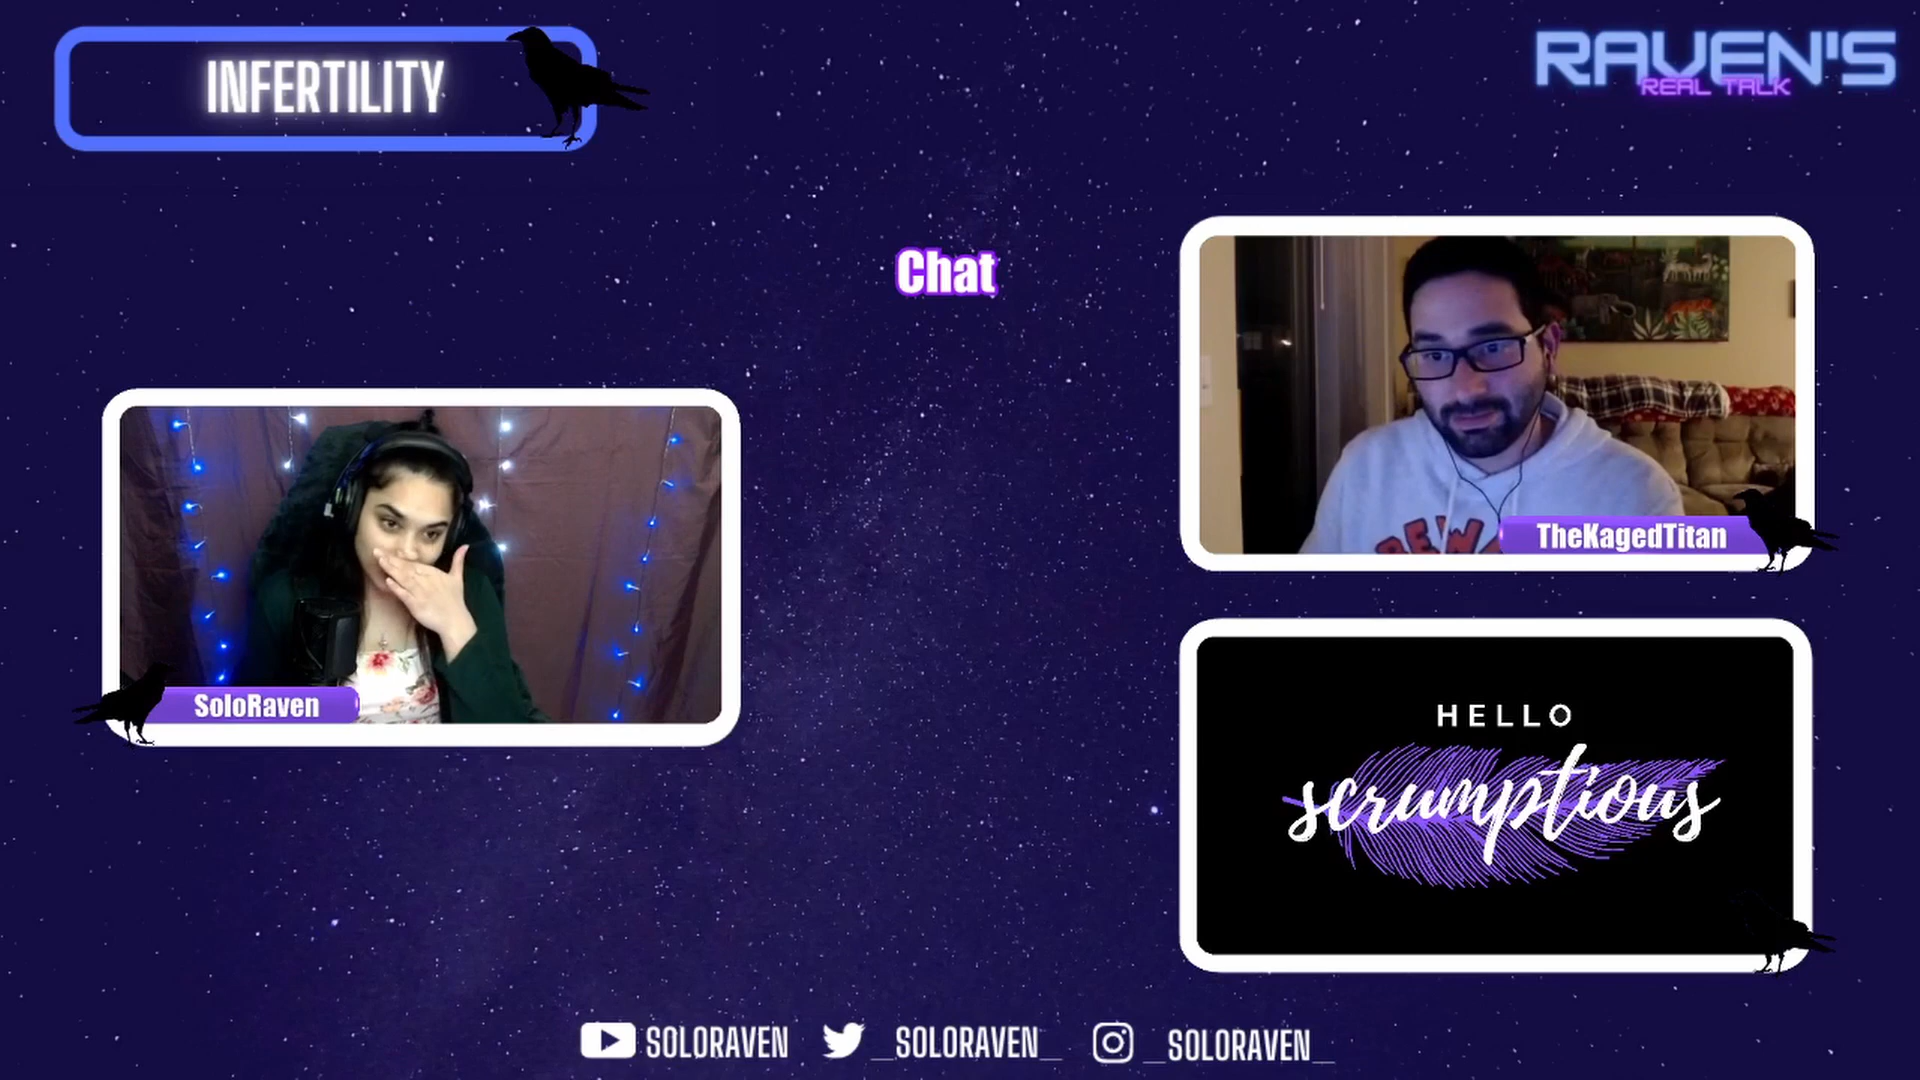 INFERTILITY
RAVEN'S
REAL TALK
Chat
TheKagedTitan
SoloRaven
HELLO
scrumptious
SOLORAVEN
_SOLORAVEN_
_SOLORAVEN_